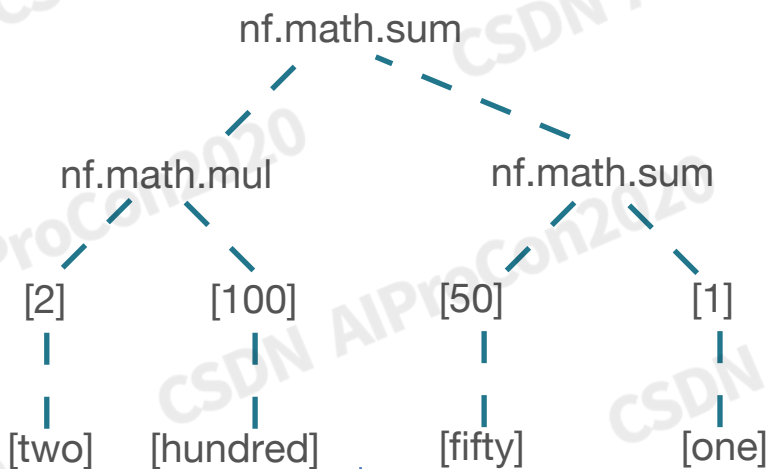 nf.math.sum
nf.math.mul nf.math.sum
[2] [100] [50] [1]
[two] [hundred] [fifty] [one]
CSDN AIProCon2020